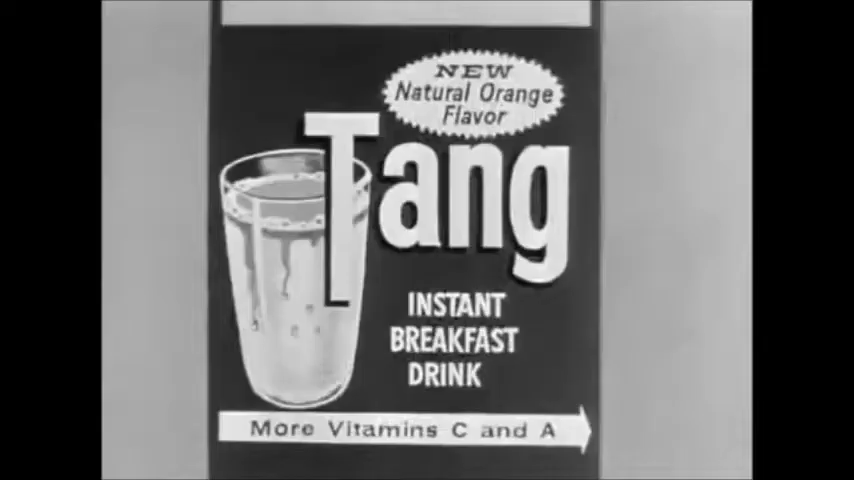 NEW
Natural Orange
Flavor
Tang
INSTANT
BREAKFAST
DRINK
More Vitamins C and A